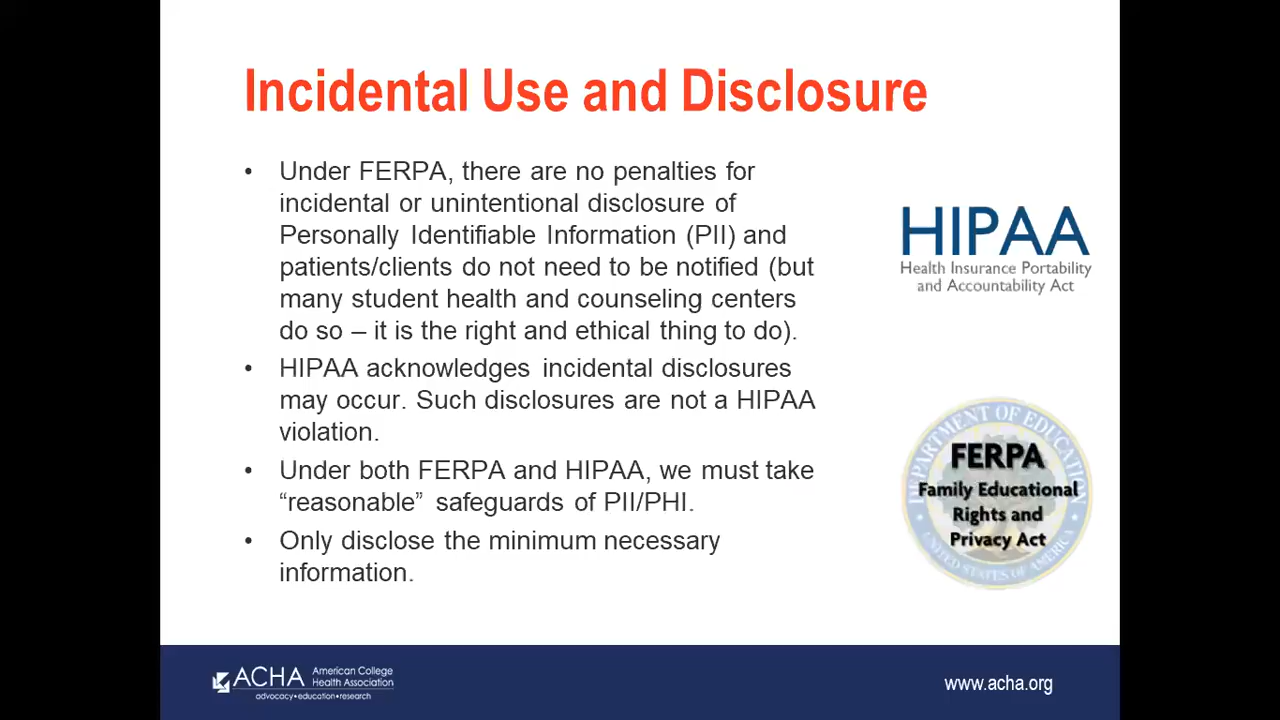 Incidental Use and Disclosure
• Under FERPA, there are no penalties for
incidental or unintentional disclosure of
Personally Identifiable Information (PII) and
patients/clients do not need to be notified (but
many student health and counseling centers
do so – it is the right and ethical thing to do).
• HIPAA acknowledges incidental disclosures
may occur. Such disclosures are not a HIPAA
violation.
• Under both FERPA and HIPAA, we must take
“reasonable” safeguards of PII/PHI.
• Only disclose the minimum necessary
information.
HIPAA
Health Insurance Portability
and Accountability Act
DEPARTMENT OF EDUCATION
FERPA
Family Educational
Rights and
Privacy Act
UNITED STATES OF AMERICA
ACHA
American College
Health Association
advocacy•education•research
www.acha.org